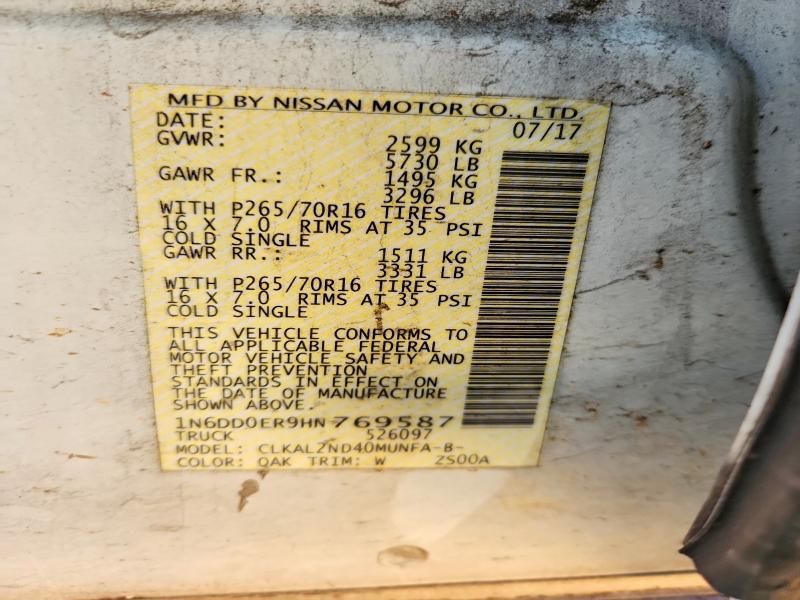 MFD BY NISSAN MOTOR CO., LTD.
DATE: 07/17
GVWR: 2599 KG
5730 LB
GAWR FR.: 1495 KG
3296 LB
WITH P265/70R16 TIRES
16 X 7.0 RIMS AT 35 PSI
COLD SINGLE
GAWR RR.: 1511 KG
3331 LB
WITH P265/70R16 TIRES
16 X 7.0 RIMS AT 35 PSI
COLD SINGLE
THIS VEHICLE CONFORMS TO
ALL APPLICABLE FEDERAL
MOTOR VEHICLE SAFETY AND
THEFT PREVENTION
STANDARDS IN EFFECT ON
THE DATE OF MANUFACTURE
SHOWN ABOVE.
1N6DD0ER9HN769587
TRUCK 526097
MODEL: CLKALZND40MUNFA-B-
COLOR: QAK TRIM: W ZS00A